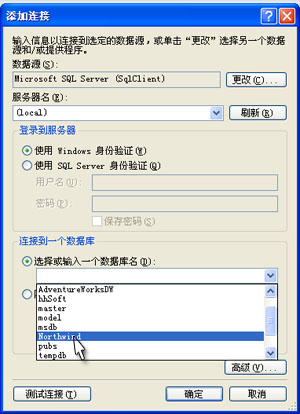 添加连接
输入信息以连接到选定的数据源，或单击“更改”选择另一个数据
源和/或提供程序。
数据源(S):
Microsoft SQL Server (SqlClient)
更改(C)...
服务器名(E):
(local)
刷新(R)
登录到服务器
使用 Windows 身份验证(W)
使用 SQL Server 身份验证(Q)
用户名(U):
密码(P):
保存密码(S)
连接到一个数据库
选择或输入一个数据库名(D):
AdventureWorksDW
hhSoft
master
model
msdb
Northwind
pubs
tempdb
高级(V)...
测试连接(T)
确定
取消